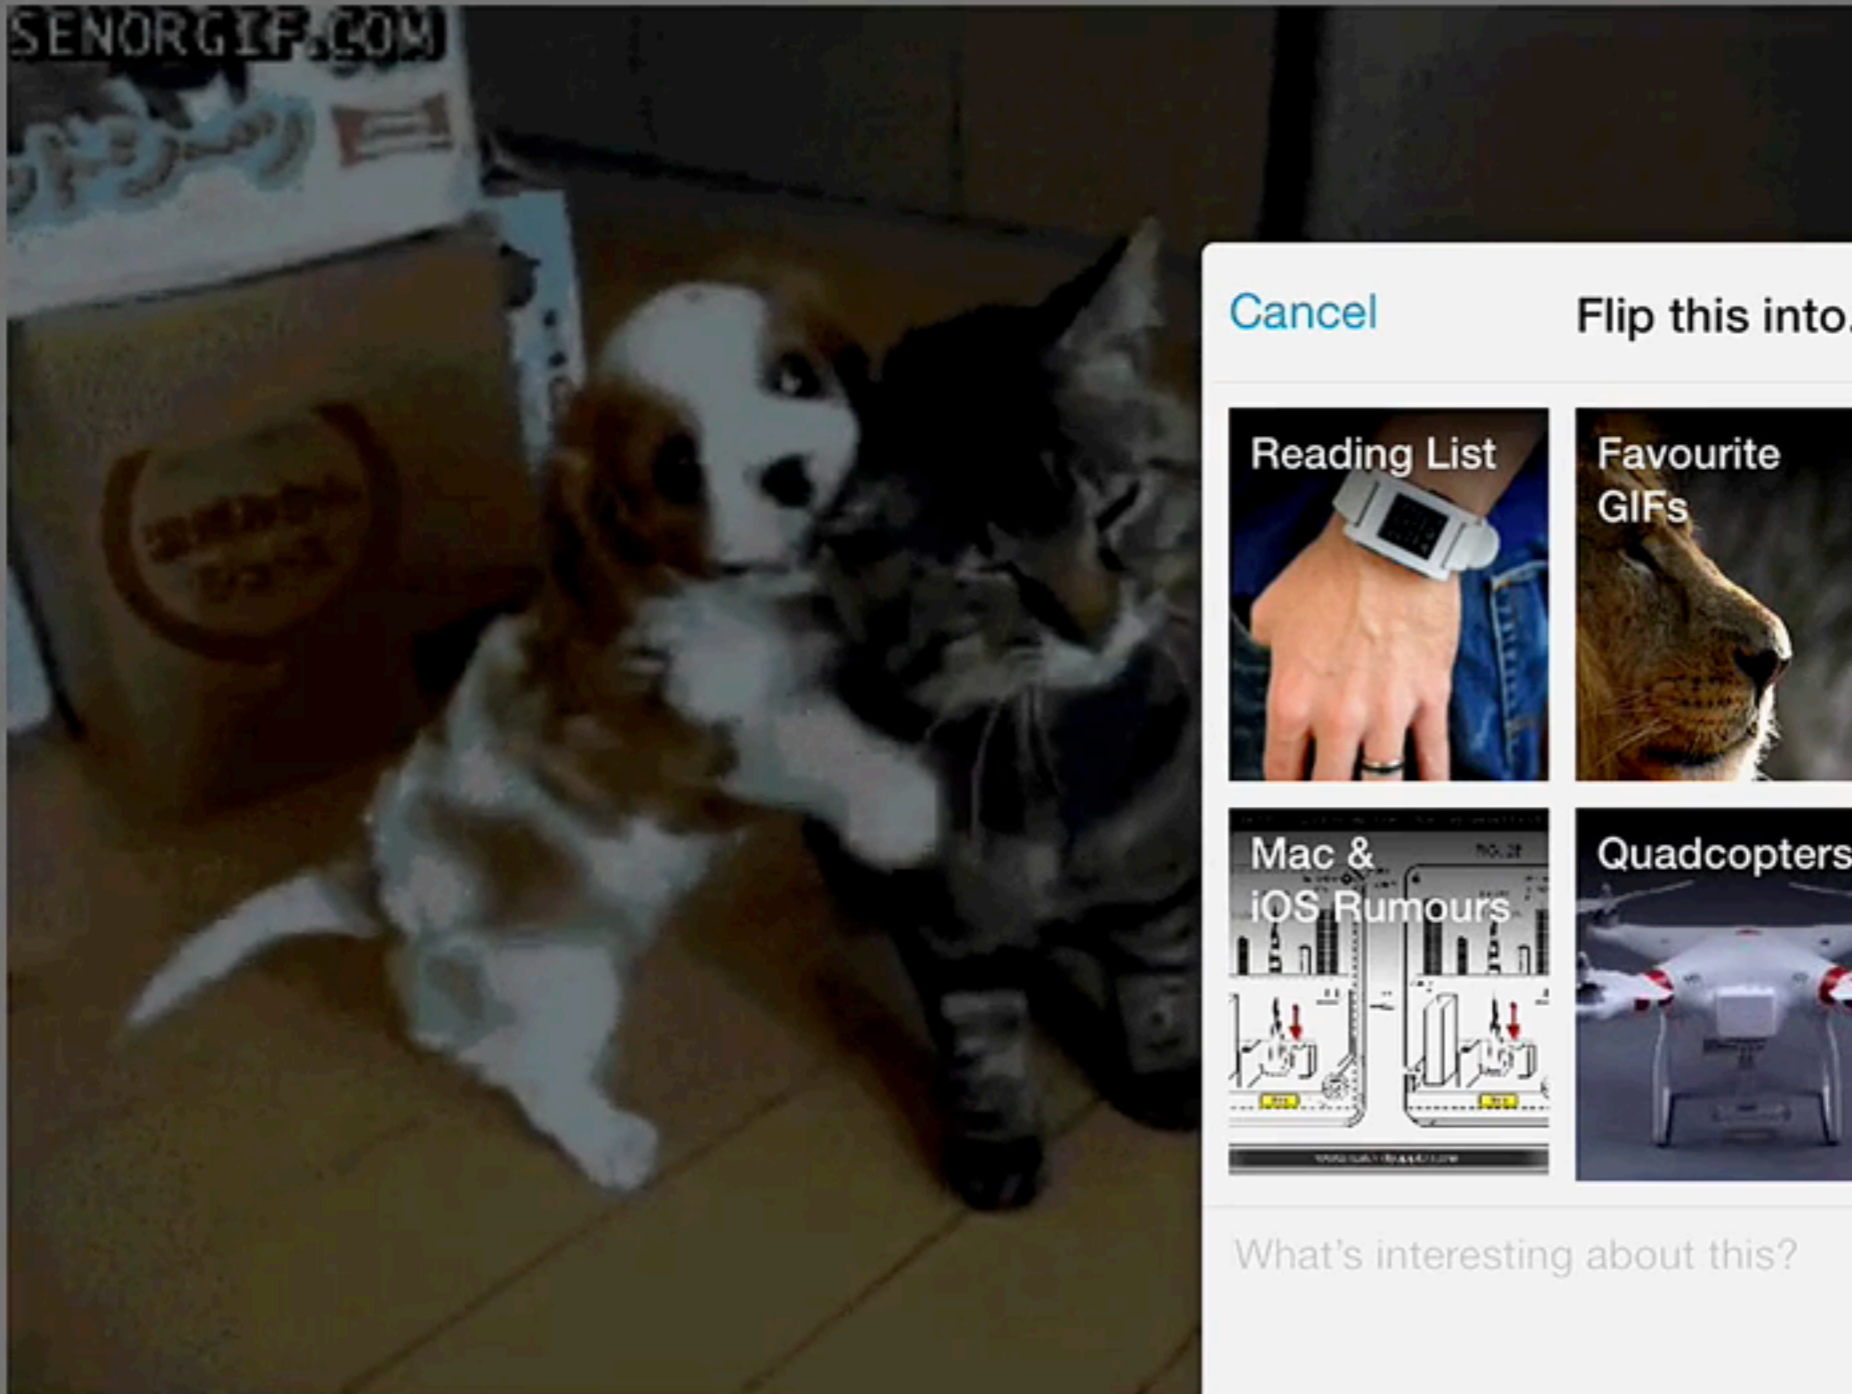 SENORGIF.COM
Cancel
Flip this into.
Reading List
Favourite
GIFs
Mac &
iOS Rumours
Quadcopters
What's interesting about this?